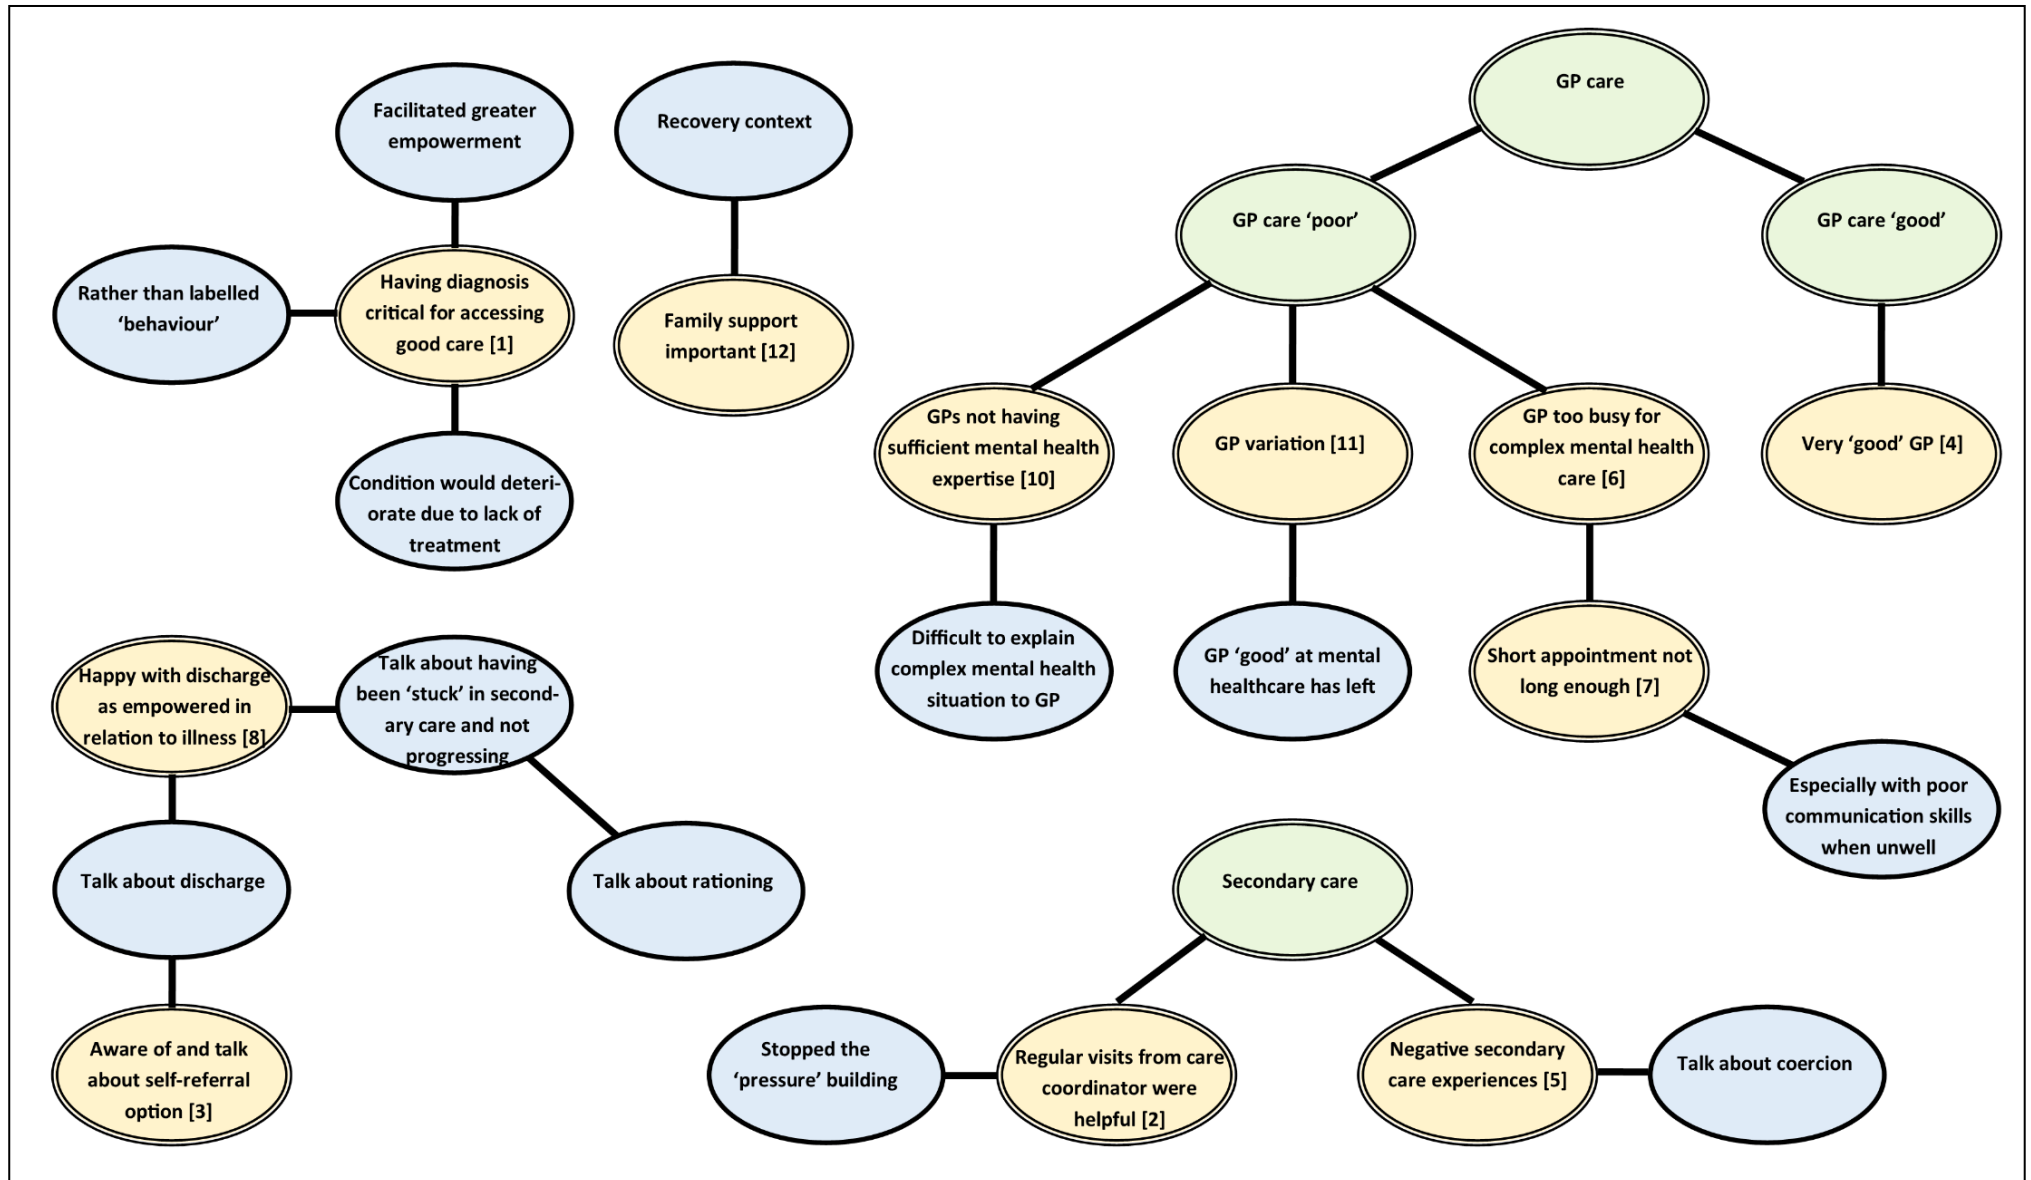 Facilitated greater
empowerment
Recovery context
Rather than labelled
‘behaviour’
Having diagnosis
critical for accessing
good care [1]
Family support
important [12]
Condition would deteri-
orate due to lack of
treatment
GP care
GP care ‘poor’
GP care ‘good’
GPs not having
sufficient mental health
expertise [10]
GP variation [11]
GP too busy for
complex mental health
care [6]
Very ‘good’ GP [4]
Difficult to explain
complex mental health
situation to GP
GP ‘good’ at mental
healthcare has left
Short appointment not
long enough [7]
Especially with poor
communication skills
when unwell
Happy with discharge
as empowered in
relation to illness [8]
Talk about having
been ‘stuck’ in second-
ary care and not
progressing
Talk about discharge
Talk about rationing
Aware of and talk
about self-referral
option [3]
Secondary care
Stopped the
‘pressure’ building
Regular visits from care
coordinator were
helpful [2]
Negative secondary
care experiences [5]
Talk about coercion